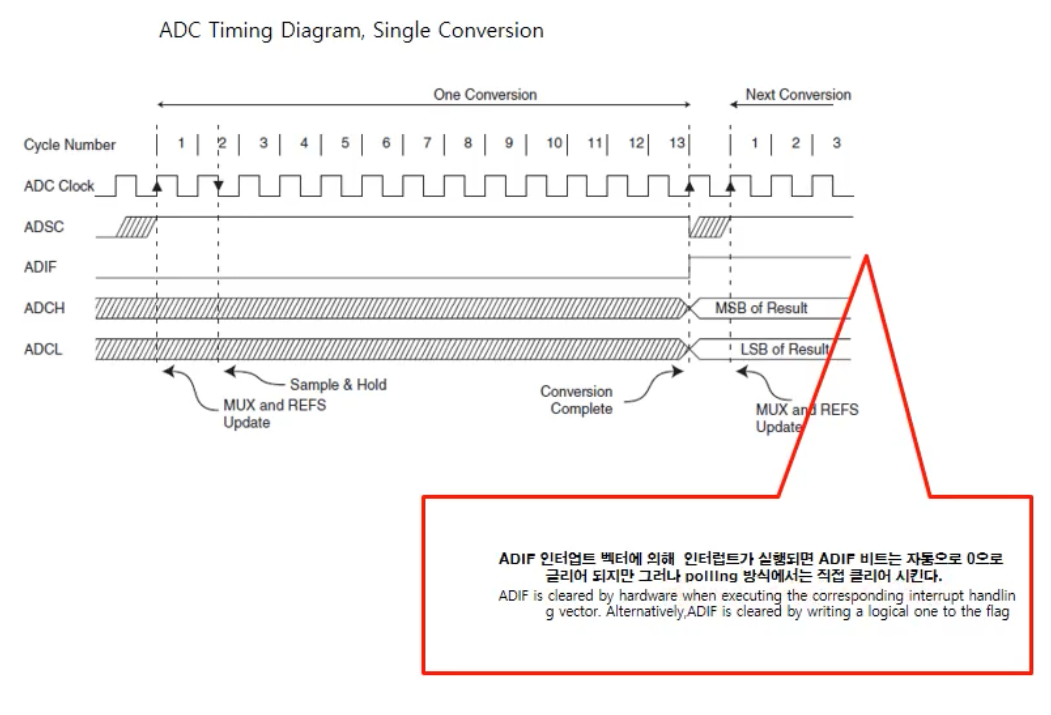 ADC Timing Diagram, Single Conversion
One Conversion
Next Conversion
Cycle Number 1 2 3 4 5 6 7 8 9 10 11 12 13 1 2 3
ADC Clock
ADSC
ADIF
ADCH MSB of Result
ADCL LSB of Result
Sample & Hold
MUX and REFS
Update
Conversion
Complete
MUX and REFS
Update
ADIF 인터업트 벡터에 의해 인터럽트가 실행되면 ADIF 비트는 자동으로 0으로
글리어 되지만 그러나 polling 방식에서는 직접 클리어 시킨다.
ADIF is cleared by hardware when executing the corresponding interrupt handlin
g vector. Alternatively,ADIF is cleared by writing a logical one to the flag